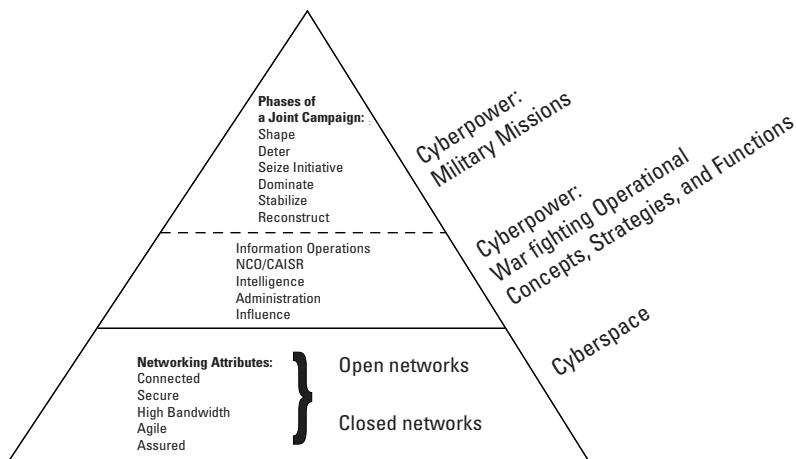 Phases of
a Joint Campaign:
Shape
Deter
Seize Initiative
Dominate
Stabilize
Reconstruct
Cyberpower:
Military Missions
Information Operations
NCO/CAISR
Intelligence
Administration
Influence
Cyberpower:
War fighting Operational
Concepts, Strategies, and Functions
Networking Attributes:
Connected
Secure
High Bandwidth
Agile
Assured
}
Open networks
Closed networks
Cyberspace